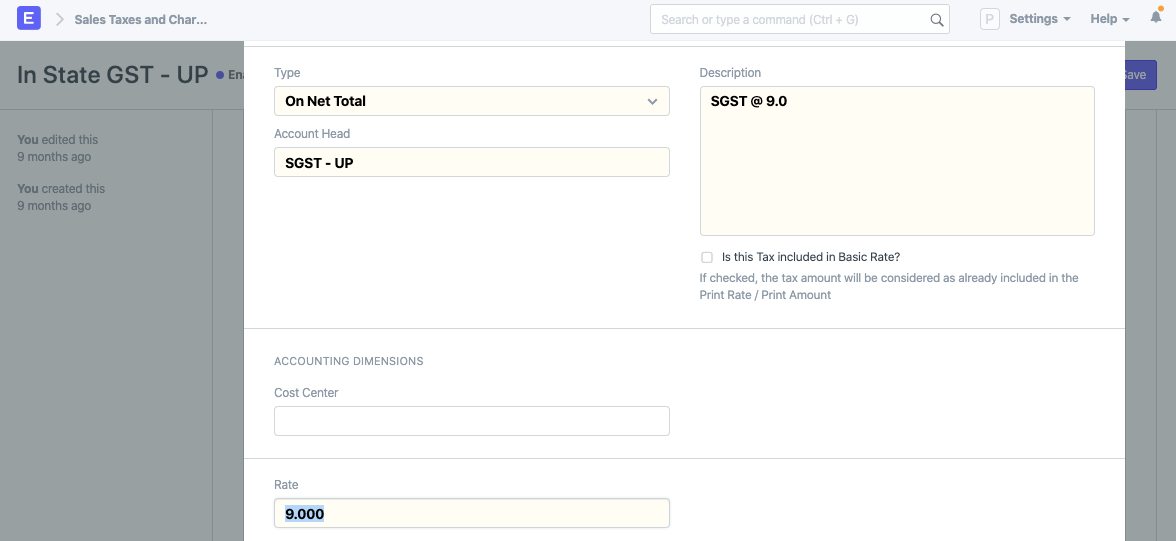 E
Sales Taxes and Char...
Search or type a command (Ctrl + G)
P
Settings
Help
In State GST - UP
Ena
ave
You edited this
9 months ago
You created this
9 months ago
Type
On Net Total
Account Head
SGST - UP
Description
SGST @ 9.0
Is this Tax included in Basic Rate?
If checked, the tax amount will be considered as already included in the
Print Rate / Print Amount
ACCOUNTING DIMENSIONS
Cost Center
Rate
9.000